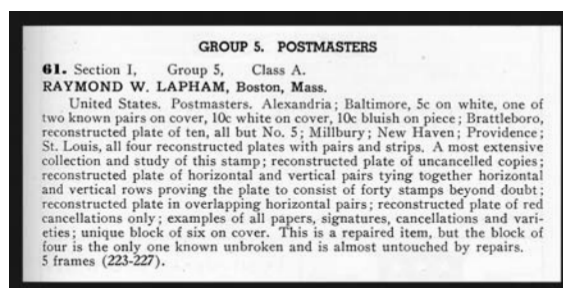 GROUP 5. POSTMASTERS
61. Section I, Group 5, Class A.
RAYMOND W. LAPHAM, Boston, Mass.
United States. Postmasters. Alexandria; Baltimore, 5c on white, one of
two known pairs on cover, 10c white on cover, 10c bluish on piece; Brattleboro,
reconstructed plate of ten, all but No. 5; Millbury; New Haven; Providence;
St. Louis, all four reconstructed plates with pairs and strips. A most extensive
collection and study of this stamp; reconstructed plate of uncancelled copies;
reconstructed plate of horizontal and vertical pairs tying together horizontal
and vertical rows proving the plate to consist of forty stamps beyond doubt;
reconstructed plate in overlapping horizontal pairs; reconstructed plate of red
cancellations only; examples of all papers, signatures, cancellations and vari-
eties; unique block of six on cover. This is a repaired item, but the block of
four is the only one known unbroken and is almost untouched by repairs.
5 frames (223-227).